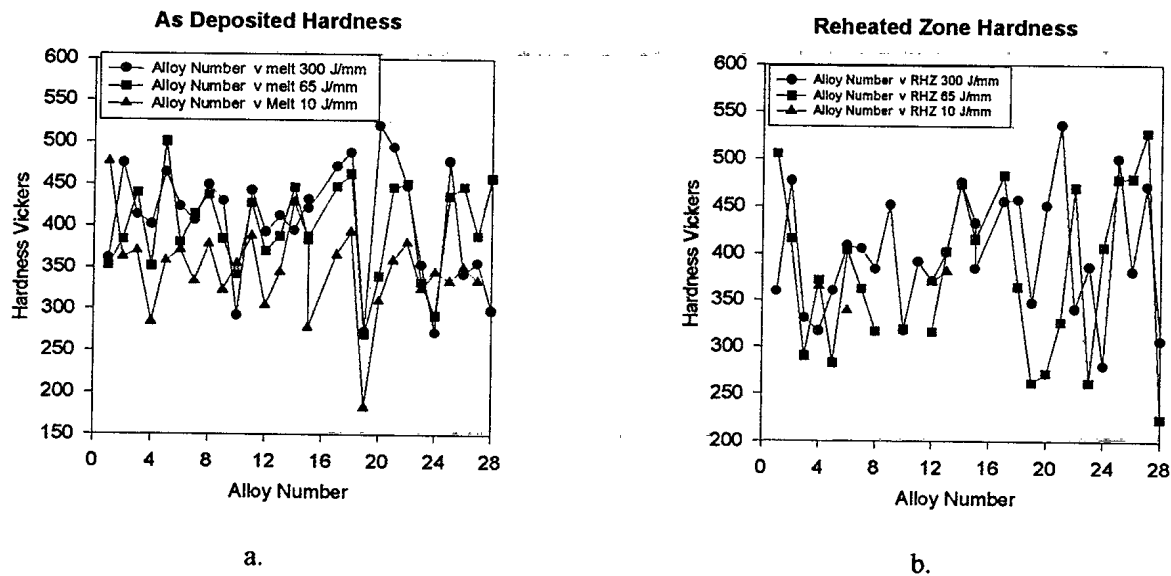 As Deposited Hardness
600
550
500
450
400
350
300
250
200
150
Hardness Vickers
Alloy Number v melt 300 J/mm
Alloy Number v melt 65 J/mm
Alloy Number v Melt 10 J/mm
0 4 8 12 16 20 24 28
Alloy Number
a.
Reheated Zone Hardness
600
550
500
450
400
350
300
250
200
Hardness Vickers
Alloy Number v RHZ 300 J/mm
Alloy Number v RHZ 65 J/mm
Alloy Number v RHZ 10 J/mm
0 4 8 12 16 20 24 28
Alloy Number
b.